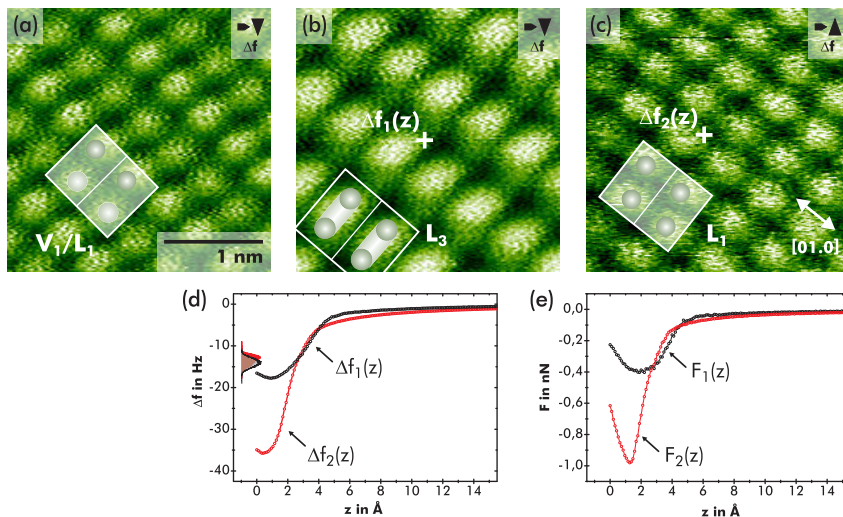 (a)
Δf
V₁/L₁
1 nm
(b)
Δf
Δf₁(z)
L₃
(c)
Δf
Δf₂(z)
L₁
[01.0]
(d)
0
-10
-20
-30
-40
Δf in Hz
Δf₁(z)
Δf₂(z)
0 2 4 6 8 10 12 14
z in Å
(e)
0,0
-0,2
-0,4
-0,6
-0,8
-1,0
F in nN
F₁(z)
F₂(z)
0 2 4 6 8 10 12 14
z in Å